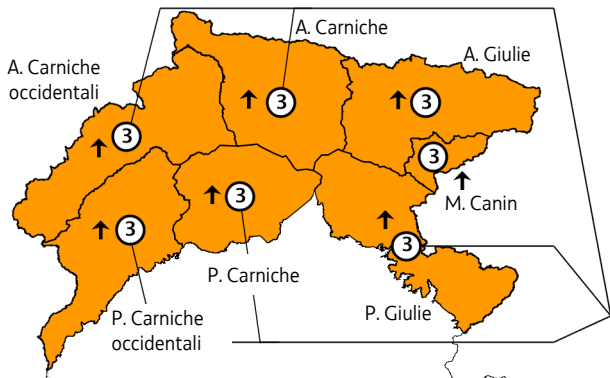 A. Carniche
A. Giulie
A. Carniche
occidentali
3
3
3
3
M. Canin
3
3
3
P. Carniche
P. Carniche
occidentali
P. Giulie